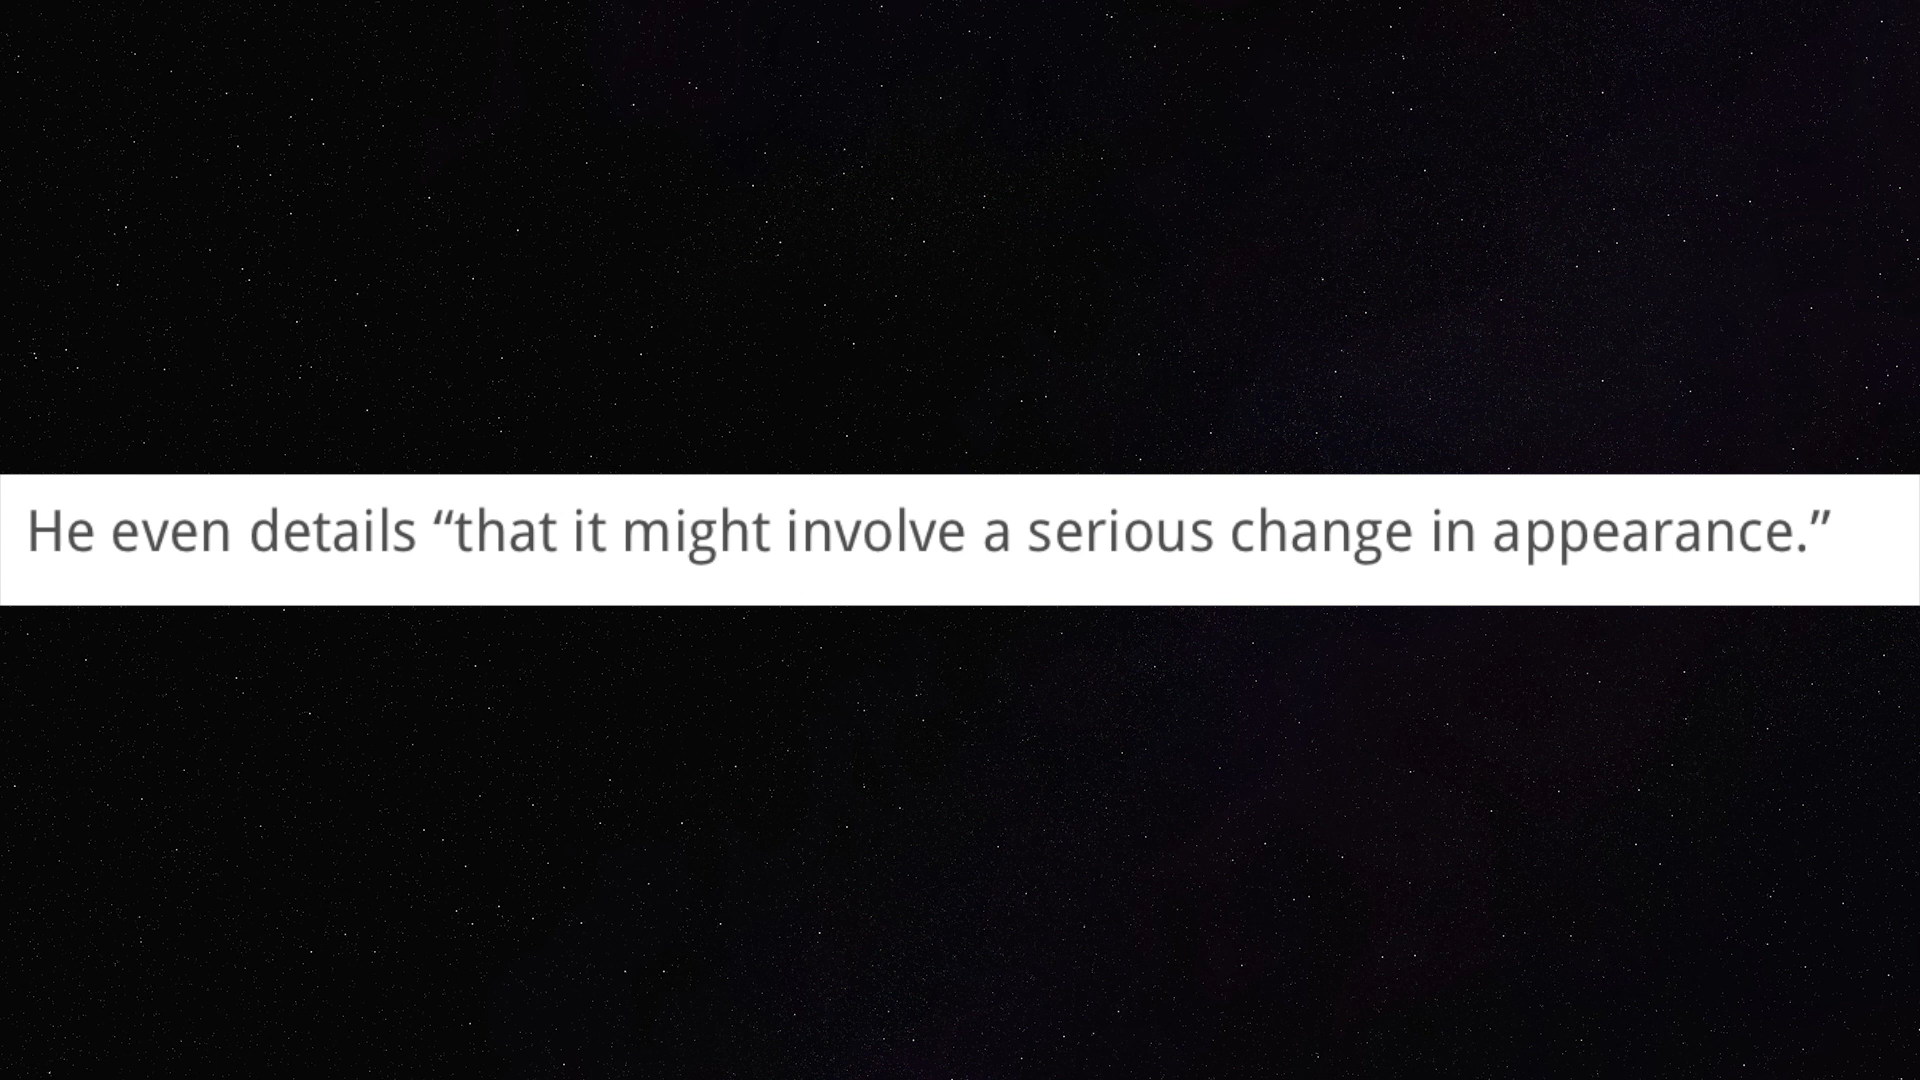 He even details “that it might involve a serious change in appearance.”